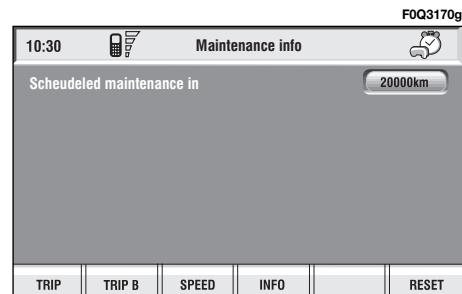 F0Q3170g
10:30 Maintenance info
Scheudeled maintenance in 20000km
TRIP TRIP B SPEED INFO RESET